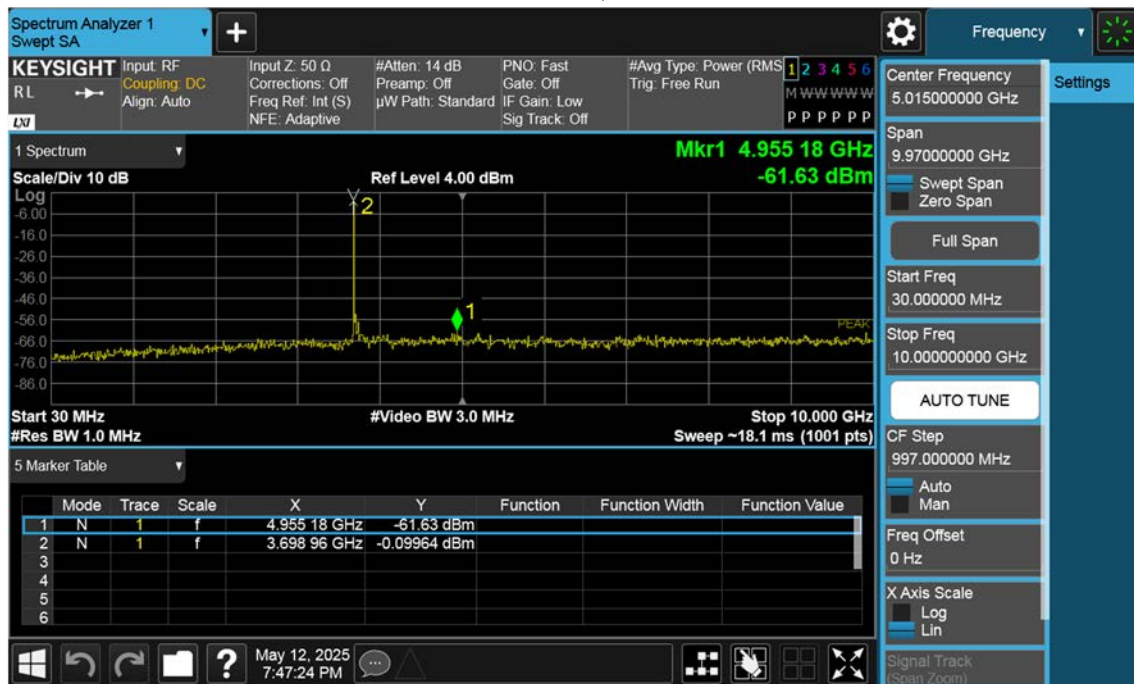 Spectrum Analyzer 1
Swept SA
+
Frequency
KEYSIGHT
RL
LXI
Input: RF
Coupling: DC
Align: Auto
Input Z: 50 Ω
Corrections: Off
Freq Ref: Int (S)
NFE: Adaptive
#Atten: 14 dB
Preamp: Off
µW Path: Standard
PNO: Fast
Gate: Off
IF Gain: Low
Sig Track: Off
#Avg Type: Power (RMS
Trig: Free Run
1 2 3 4 5 6
M W W W W W
P P P P P P
1 Spectrum
Mkr1 4.955 18 GHz
-61.63 dBm
Scale/Div 10 dB
Ref Level 4.00 dBm
Log
-6.00
-16.0
-26.0
-36.0
-46.0
-56.0
-66.0
-76.0
-86.0
2
1
PEAK
Start 30 MHz
#Video BW 3.0 MHz
Stop 10.000 GHz
#Res BW 1.0 MHz
Sweep ~18.1 ms (1001 pts)
5 Marker Table
Mode Trace Scale X Y Function Function Width Function Value
1 N 1 f 4.955 18 GHz -61.63 dBm
2 N 1 f 3.698 96 GHz -0.09964 dBm
3
4
5
6
?
May 12, 2025
7:47:24 PM
Center Frequency
5.015000000 GHz
Settings
Span
9.97000000 GHz
Swept Span
Zero Span
Full Span
Start Freq
30.000000 MHz
Stop Freq
10.000000000 GHz
AUTO TUNE
CF Step
997.000000 MHz
Auto
Man
Freq Offset
0 Hz
X Axis Scale
Log
Lin
Signal Track
(Span Zoom)